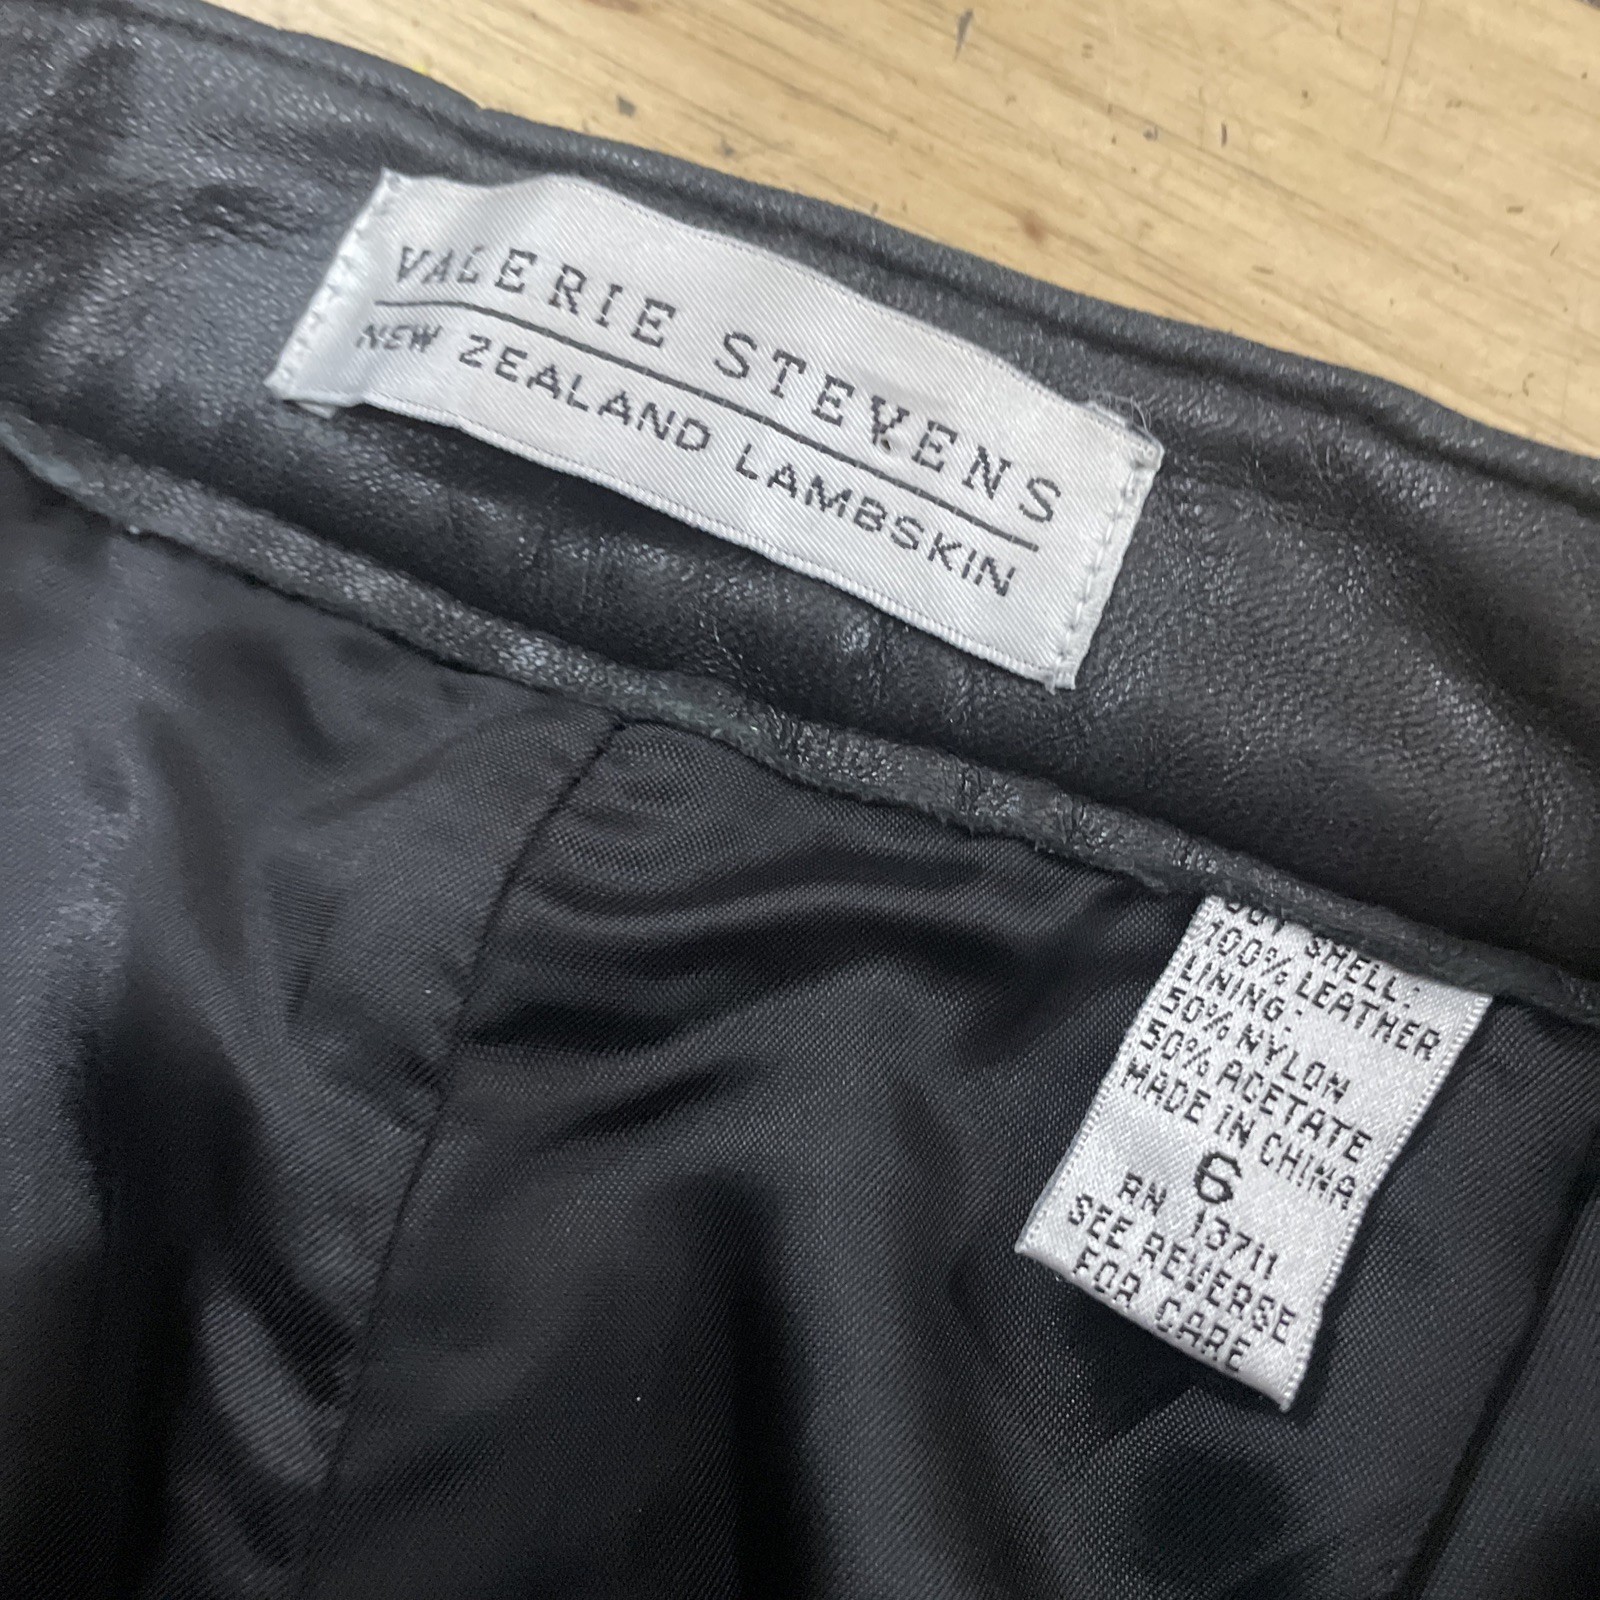 VALERIE STEVENS
NEW ZEALAND LAMBSKIN
SHELL:
100% LEATHER
LINING:
50% NYLON
50% ACETATE
MADE IN CHINA
6
RN 13711
SEE REVERSE
FOR CARE